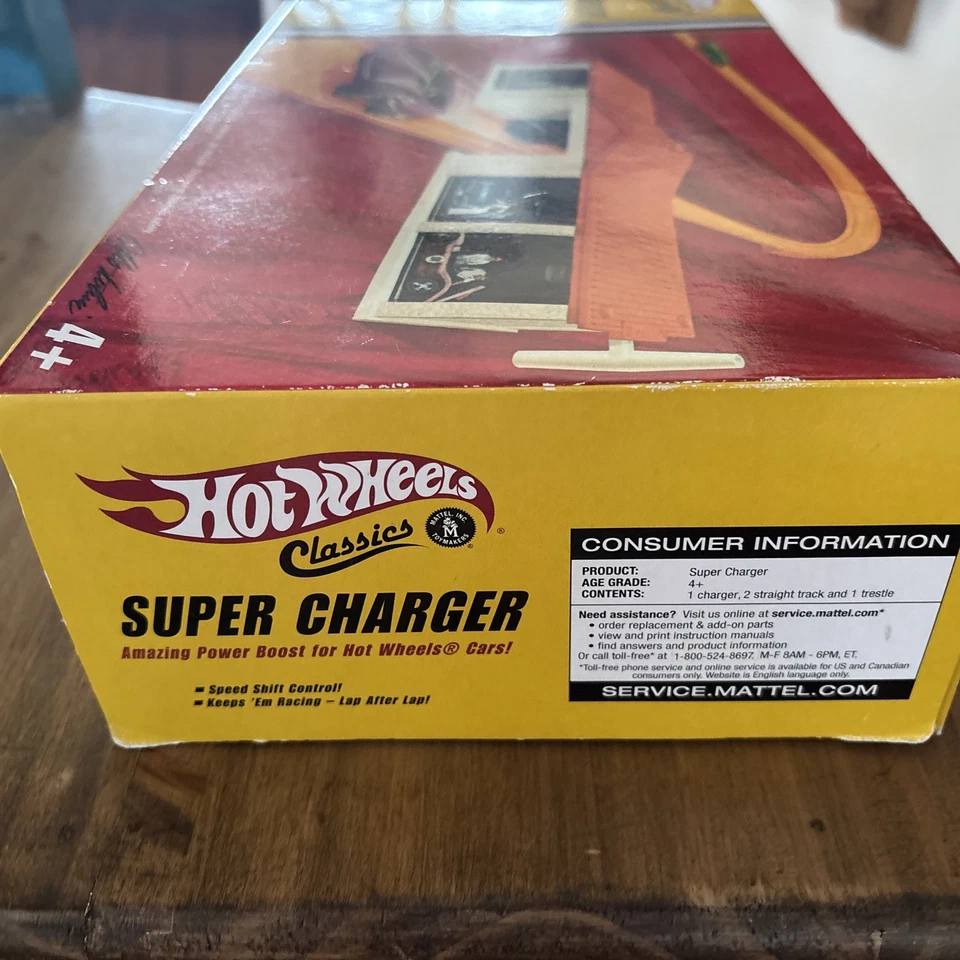 4+
HOT WHEELS
®
Classics
MATTEL, INC.
M
TOYMAKERS
®
SUPER CHARGER
Amazing Power Boost for Hot Wheels® Cars!
Speed Shift Control!
Keeps 'Em Racing – Lap After Lap!
CONSUMER INFORMATION
PRODUCT: Super Charger
AGE GRADE: 4+
CONTENTS: 1 charger, 2 straight track and 1 trestle
Need assistance? Visit us online at service.mattel.com*
• order replacement & add-on parts
• view and print instruction manuals
• find answers and product information
Or call toll-free* at 1-800-524-8697, M-F 8AM - 6PM, ET.
*Toll-free phone service and online service is available for US and Canadian
consumers only. Website is English language only.
SERVICE.MATTEL.COM